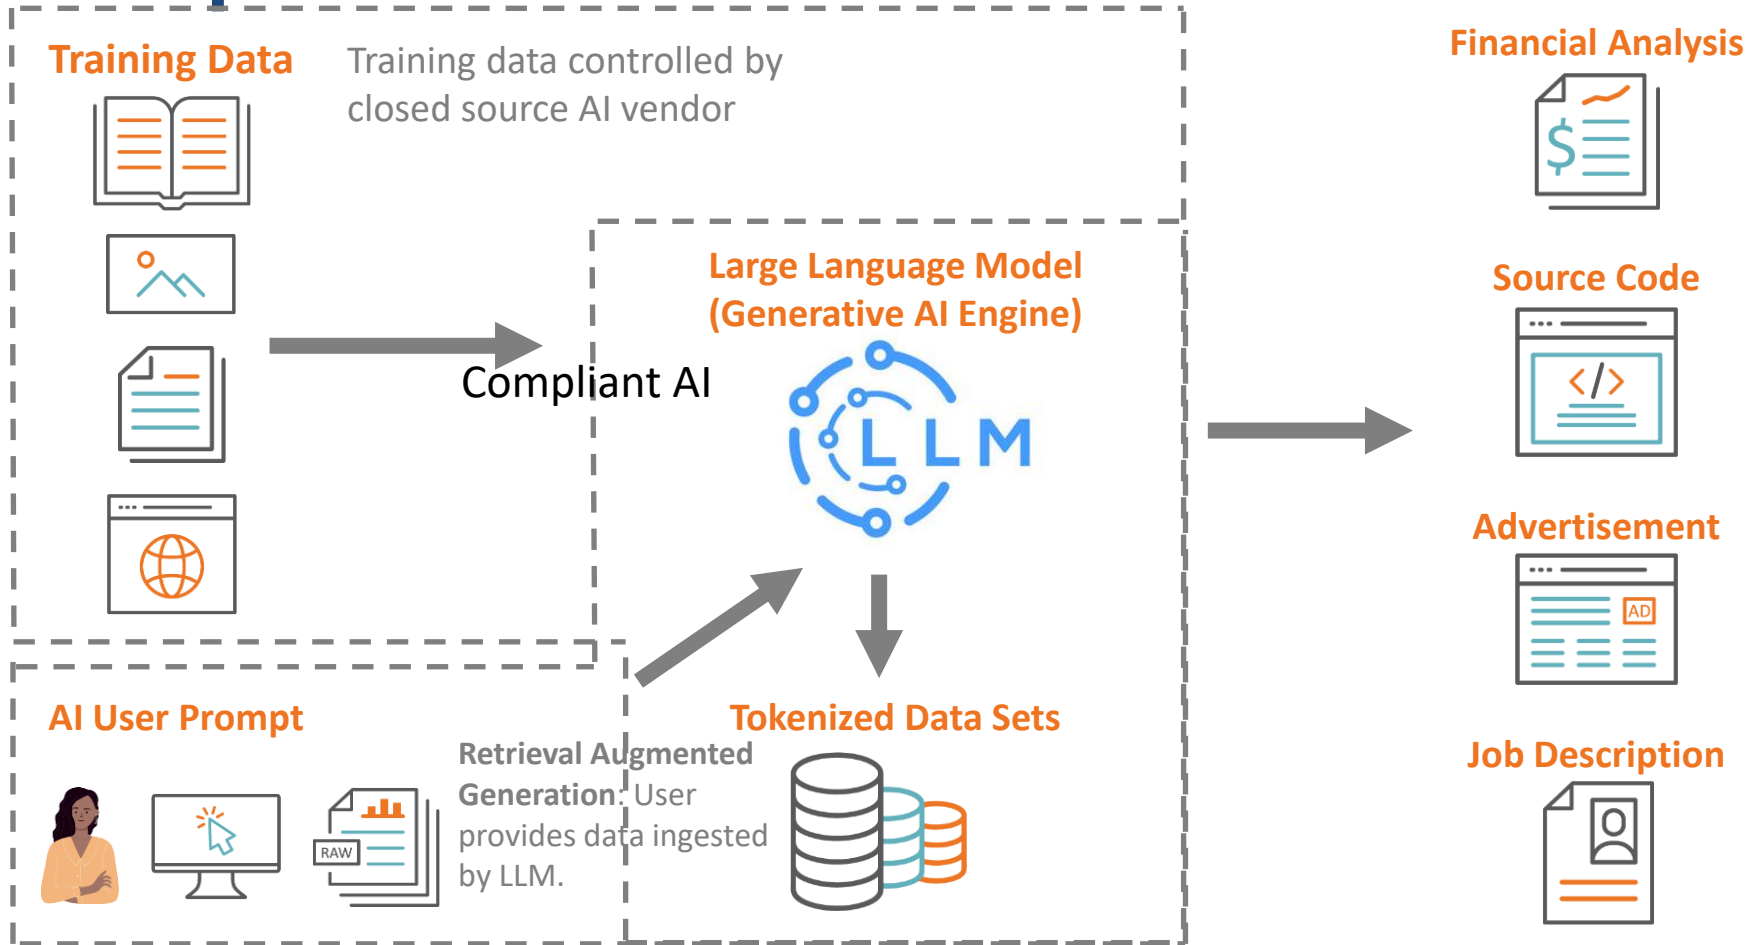 Training Data
Training data controlled by
closed source AI vendor
Large Language Model
(Generative AI Engine)
Compliant AI
LLM
AI User Prompt
RAW
Retrieval Augmented
Generation: User
provides data ingested
by LLM.
Tokenized Data Sets
Financial Analysis
$
Source Code
</>
Advertisement
AD
Job Description